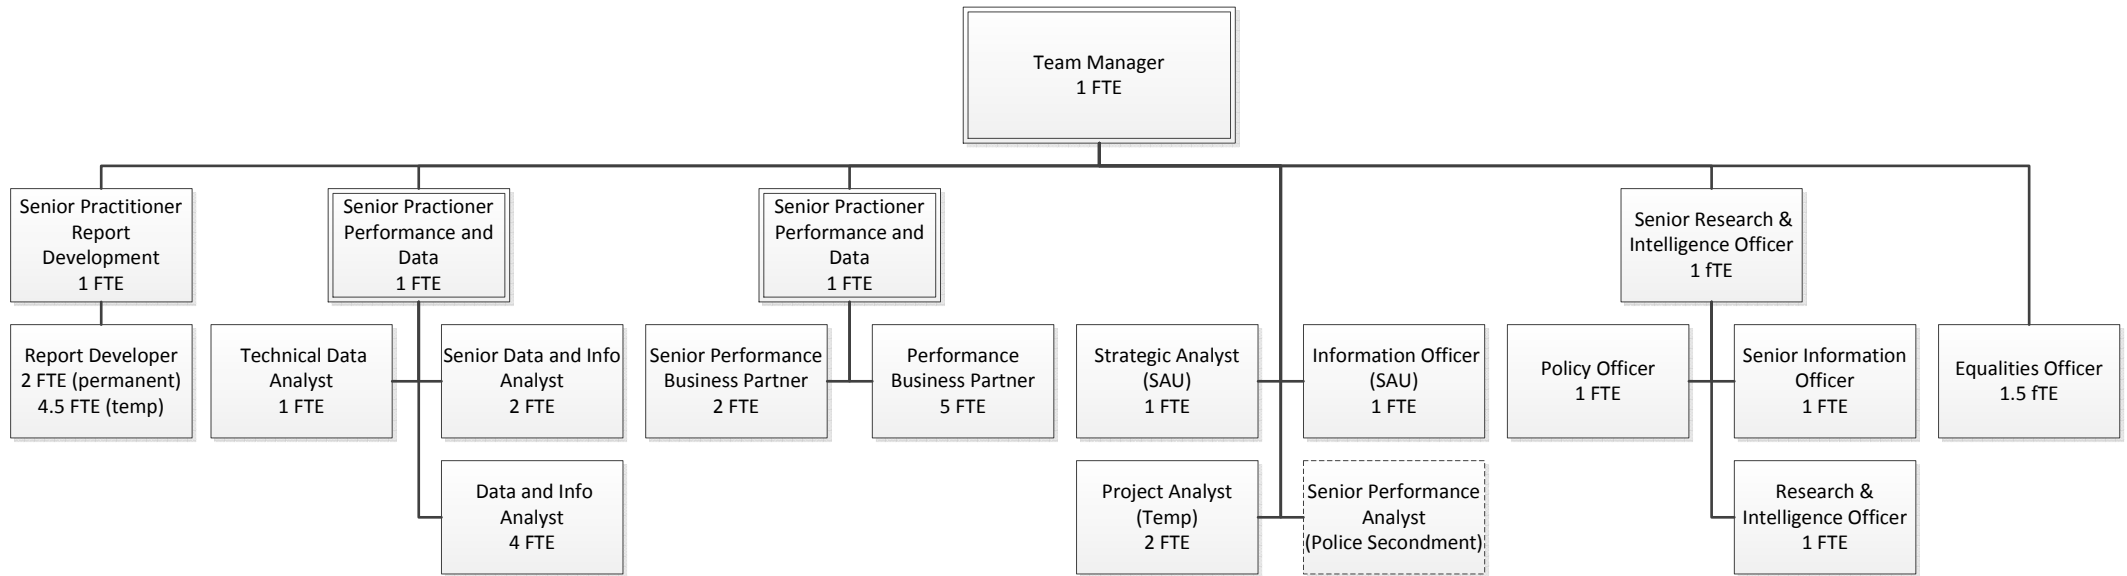 Team Manager
1 FTE
Senior Practitioner
Report
Development
1 FTE
Senior Practioner
Performance and
Data
1 FTE
Senior Practioner
Performance and
Data
1 FTE
Senior Research &
Intelligence Officer
1 fTE
Report Developer
2 FTE (permanent)
4.5 FTE (temp)
Technical Data
Analyst
1 FTE
Senior Data and Info
Analyst
2 FTE
Senior Performance
Business Partner
2 FTE
Performance
Business Partner
5 FTE
Strategic Analyst
(SAU)
1 FTE
Information Officer
(SAU)
1 FTE
Policy Officer
1 FTE
Senior Information
Officer
1 FTE
Equalities Officer
1.5 fTE
Data and Info
Analyst
4 FTE
Project Analyst
(Temp)
2 FTE
Senior Performance
Analyst
(Police Secondment)
Research &
Intelligence Officer
1 FTE